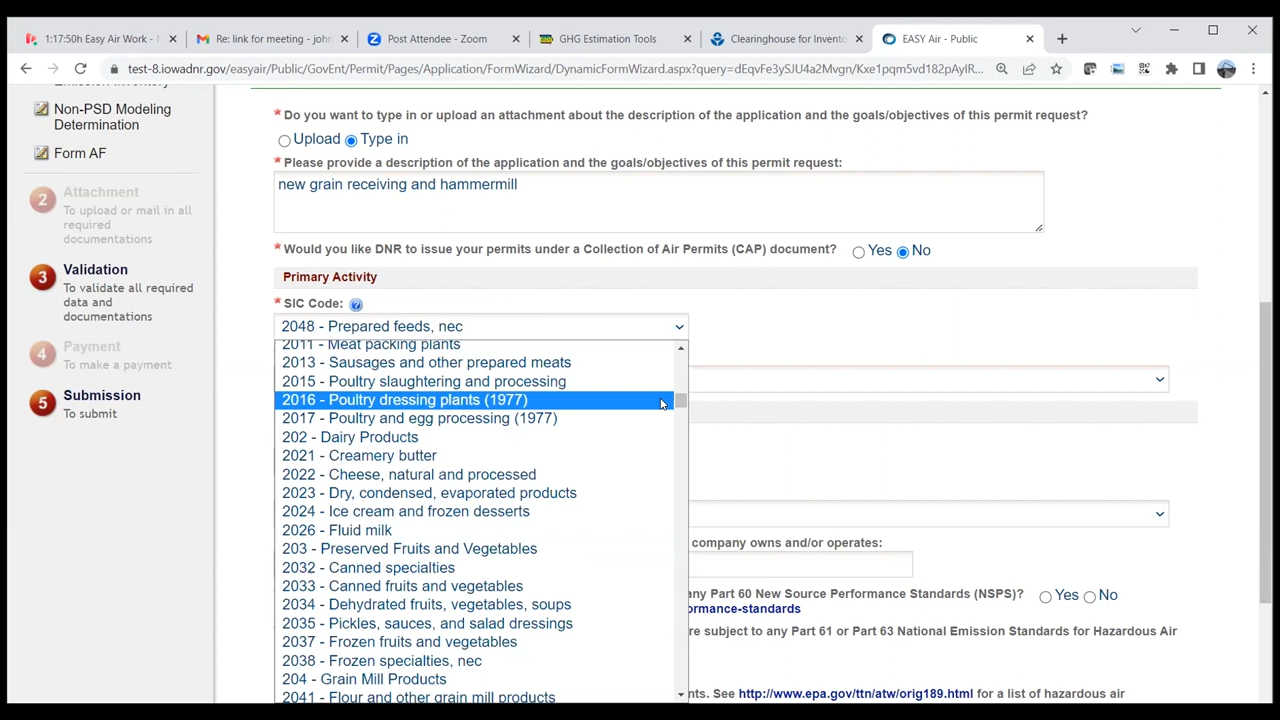 1:17:50h Easy Air Work - N
Re: link for meeting - john
Post Attendee - Zoom
GHG Estimation Tools
Clearinghouse for Invento
EASY Air - Public
test-8.iowadnr.gov/easyair/Public/GovEnt/Permit/Pages/Application/FormWizard/DynamicFormWizard.aspx?query=dEqvFe3ySJU4a2Mvgn/Kxe1pqm5vd182pAyIR...
Non-PSD Modeling
Determination
Form AF
2
Attachment
To upload or mail in all
required
documentations
3
Validation
To validate all required
data and
documentations
4
Payment
To make a payment
5
Submission
To submit
* Do you want to type in or upload an attachment about the description of the application and the goals/objectives of this permit request?
Upload Type in
* Please provide a description of the application and the goals/objectives of this permit request:
new grain receiving and hammermill
* Would you like DNR to issue your permits under a Collection of Air Permits (CAP) document? Yes No
Primary Activity
* SIC Code:
2048 - Prepared feeds, nec
2011 - Meat packing plants
2013 - Sausages and other prepared meats
2015 - Poultry slaughtering and processing
2016 - Poultry dressing plants (1977)
2017 - Poultry and egg processing (1977)
202 - Dairy Products
2021 - Creamery butter
2022 - Cheese, natural and processed
2023 - Dry, condensed, evaporated products
2024 - Ice cream and frozen desserts
2026 - Fluid milk
203 - Preserved Fruits and Vegetables
2032 - Canned specialties
2033 - Canned fruits and vegetables
2034 - Dehydrated fruits, vegetables, soups
2035 - Pickles, sauces, and salad dressings
2037 - Frozen fruits and vegetables
2038 - Frozen specialties, nec
204 - Grain Mill Products
2041 - Flour and other grain mill products
company owns and/or operates:
any Part 60 New Source Performance Standards (NSPS)? Yes No
rmance-standards
re subject to any Part 61 or Part 63 National Emission Standards for Hazardous Air
nts. See http://www.epa.gov/ttn/atw/orig189.html for a list of hazardous air